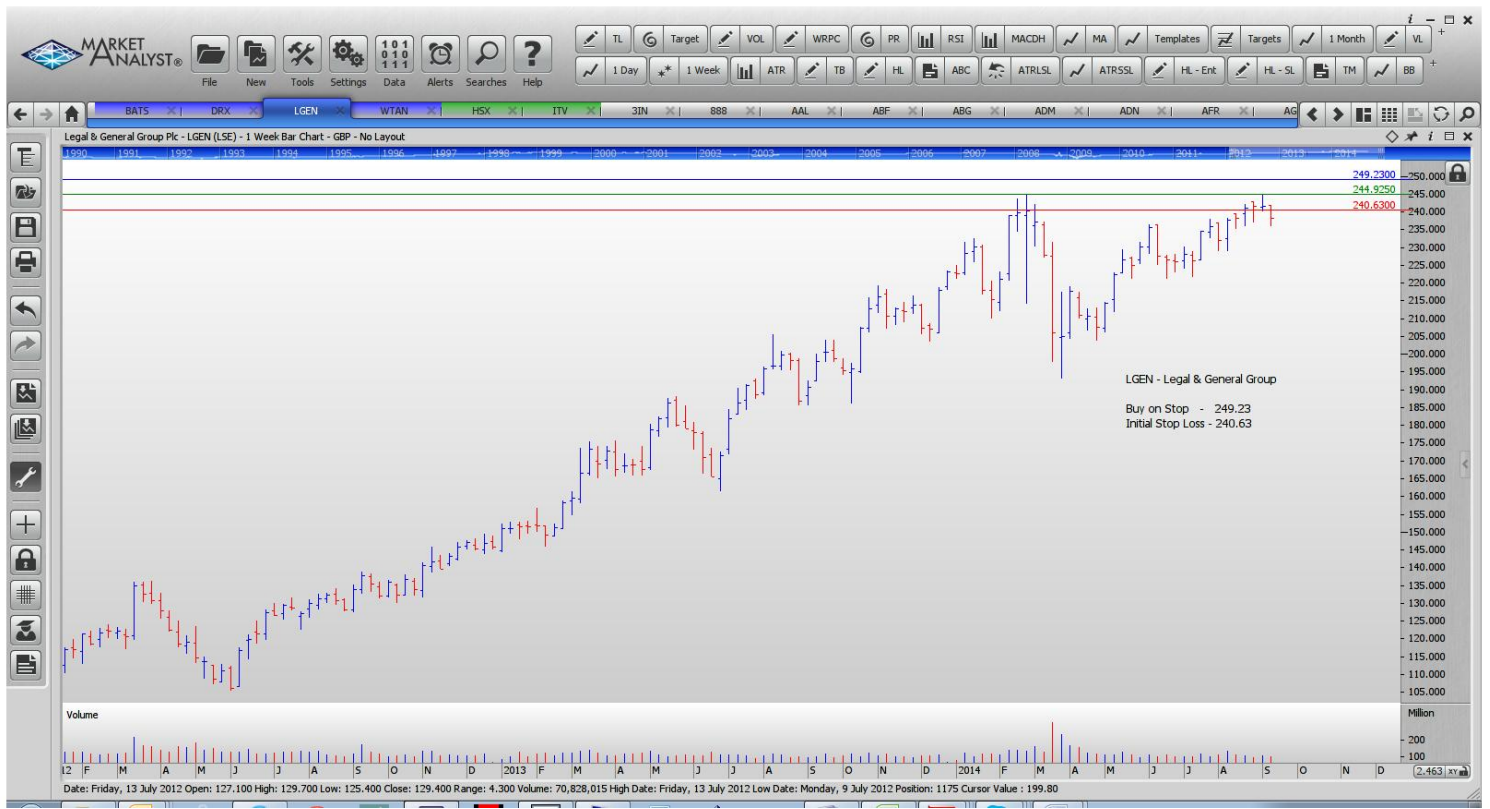 MARKET ANALYST®
File New Tools Settings Data Alerts Searches Help
TL Target VOL WRPC PR RSI MACDH MA Templates Targets 1 Month VL +
1 Day 1 Week ATR TB HL ABC ATRLSL ATRSSL HL - Ent HL - SL TM BB +
BATS DRX LGEN WTAN HSX ITV 3IN 888 AAL ABF ABG ADM ADN AFR AG
Legal & General Group Plc - LGEN (LSE) - 1 Week Bar Chart - GBP - No Layout
1990 1991 1992 1993 1994 1995 1996 1997 1998 1999 2000 2001 2002 2003 2004 2005 2006 2007 2008 2009 2010 2011 2012 2013 2014
249.2300
244.9250
240.6300
250.000
245.000
240.000
235.000
230.000
225.000
220.000
215.000
210.000
205.000
200.000
195.000
190.000
185.000
180.000
175.000
170.000
165.000
160.000
155.000
150.000
145.000
140.000
135.000
130.000
125.000
120.000
115.000
110.000
105.000
LGEN - Legal & General Group
Buy on Stop - 249.23
Initial Stop Loss - 240.63
Volume
Million
200
100
12 F M A M J J A S O N D 2013 F M A M J J A S O N D 2014 F M A M J J A S O N D
2.463 XY
Date: Friday, 13 July 2012 Open: 127.100 High: 129.700 Low: 125.400 Close: 129.400 Range: 4.300 Volume: 70,828,015 High Date: Friday, 13 July 2012 Low Date: Monday, 9 July 2012 Position: 1175 Cursor Value : 199.80